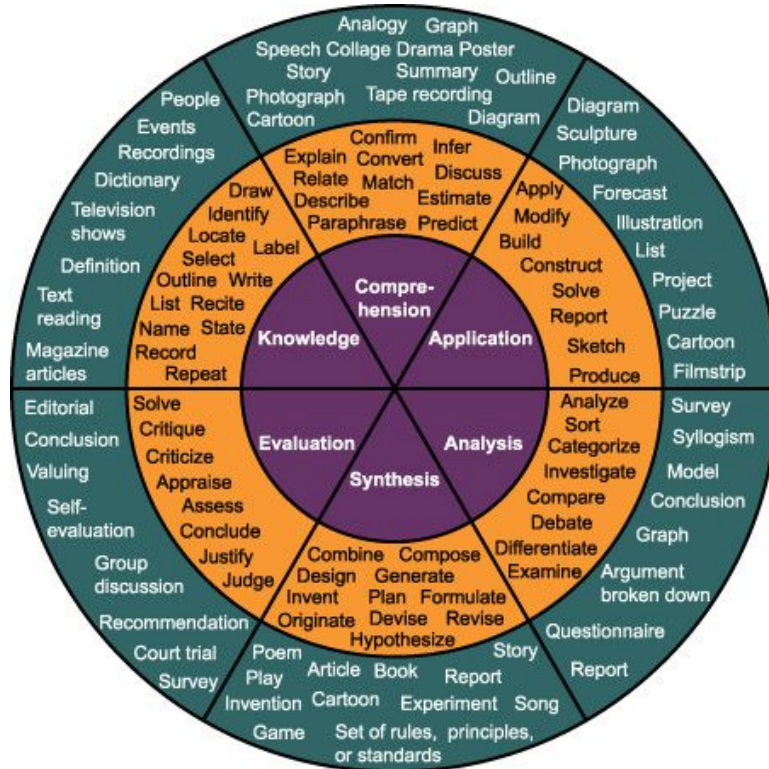 Analogy Graph
Speech Collage Drama Poster
Story Summary Outline
Photograph Tape recording
Cartoon Diagram
Confirm
Explain Convert Infer
Relate Match Discuss
Describe Estimate
Paraphrase Predict
Compre-
hension
Diagram
Sculpture
Photograph
Forecast
Illustration
List
Project
Puzzle
Cartoon
Filmstrip
Apply
Modify
Build
Construct
Solve
Report
Sketch
Produce
Application
Survey
Syllogism
Model
Conclusion
Graph
Argument
broken down
Questionnaire
Report
Analyze
Sort
Categorize
Investigate
Compare
Debate
Differentiate
Examine
Analysis
Synthesis
Combine Compose
Design Generate
Invent Plan Formulate
Originate Devise Revise
Hypothesize
Poem Story
Play Article Book Report
Invention Cartoon Experiment Song
Game Set of rules, principles,
or standards
Evaluation
Solve
Critique
Criticize
Appraise
Assess
Conclude
Justify
Judge
Editorial
Conclusion
Valuing
Self-
evaluation
Group
discussion
Recommendation
Court trial
Survey
Knowledge
Draw
Identify
Locate Label
Select
Outline Write
List Recite
Name State
Record
Repeat
People
Events
Recordings
Dictionary
Television
shows
Definition
Text
reading
Magazine
articles